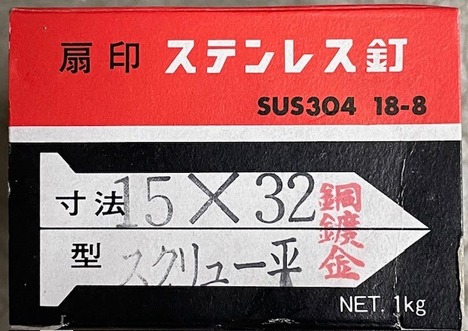 扇印 ステンレス釘
SUS304 18-8
寸法 15×32
型 スクリュー平
銅鍍金
NET. 1kg